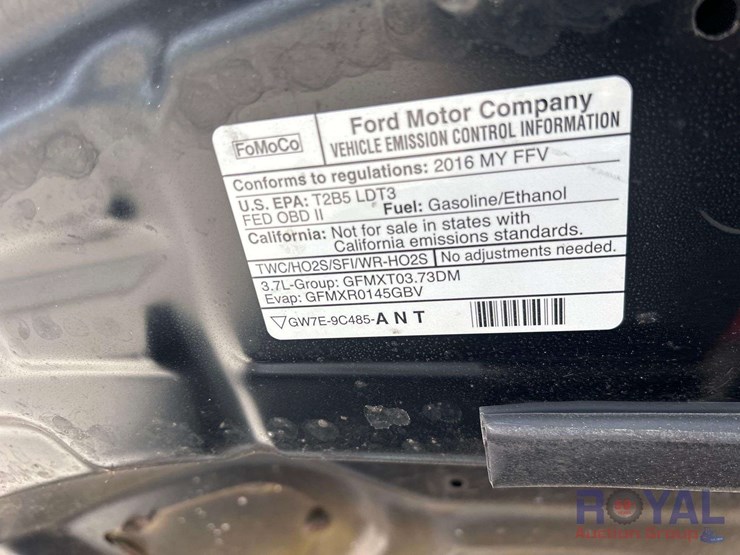 FoMoCo
Ford Motor Company
VEHICLE EMISSION CONTROL INFORMATION
Conforms to regulations: 2016 MY FFV
U.S. EPA: T2B5 LDT3
FED OBD II
Fuel: Gasoline/Ethanol
California: Not for sale in states with
California emissions standards.
TWC/HO2S/SFI/WR-HO2S No adjustments needed.
3.7L-Group: GFMXT03.73DM
Evap: GFMXR0145GBV
GW7E-9C485-ANT
ROYAL
Auction Group